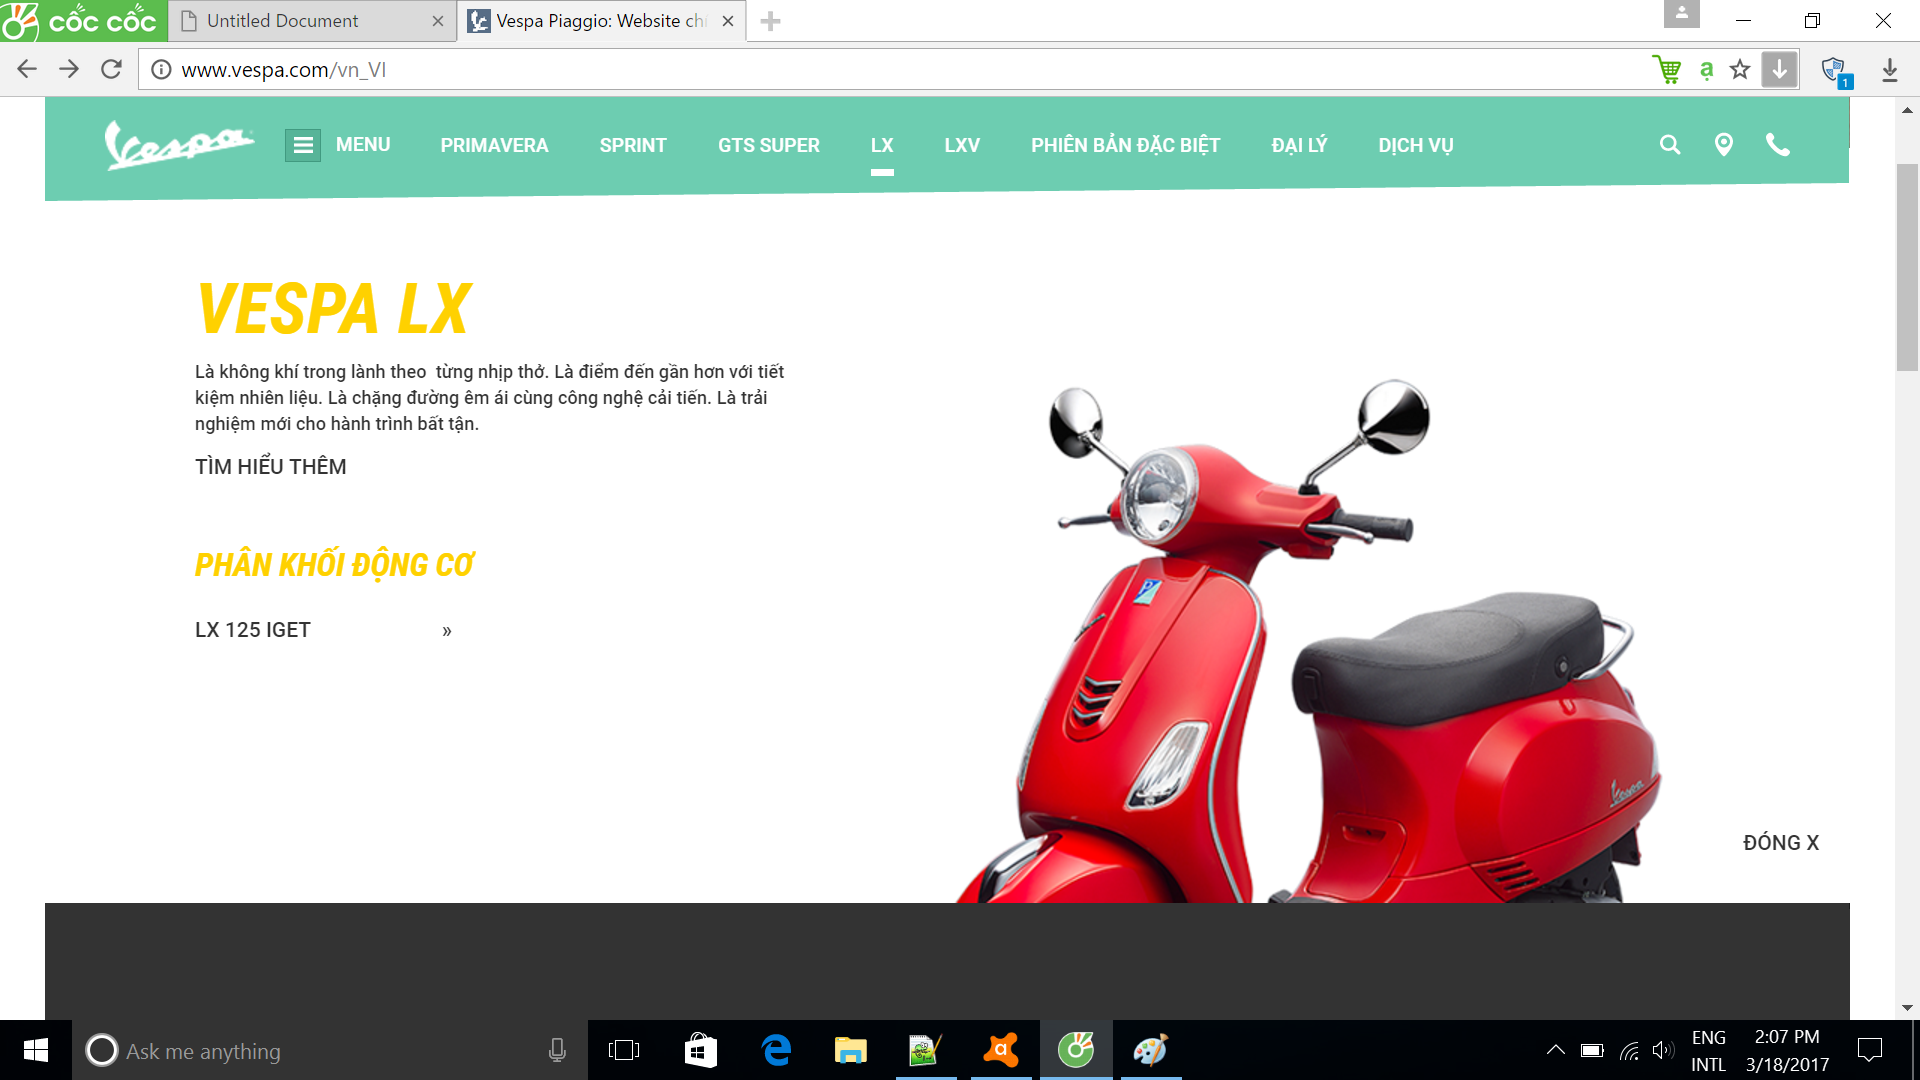 cốc cốc
Untitled Document
Vespa Piaggio: Website ch
www.vespa.com/vn_VI
1
Vespa
MENU
PRIMAVERA
SPRINT
GTS SUPER
LX
LXV
PHIÊN BẢN ĐẶC BIỆT
ĐẠI LÝ
DỊCH VỤ
VESPA LX
Là không khí trong lành theo  từng nhịp thở. Là điểm đến gần hơn với tiết
kiệm nhiên liệu. Là chặng đường êm ái cùng công nghệ cải tiến. Là trải
nghiệm mới cho hành trình bất tận.
TÌM HIỂU THÊM
PHÂN KHỐI ĐỘNG CƠ
LX 125 IGET »
Vespa
ĐÓNG X
Ask me anything
ENG
INTL
2:07 PM
3/18/2017